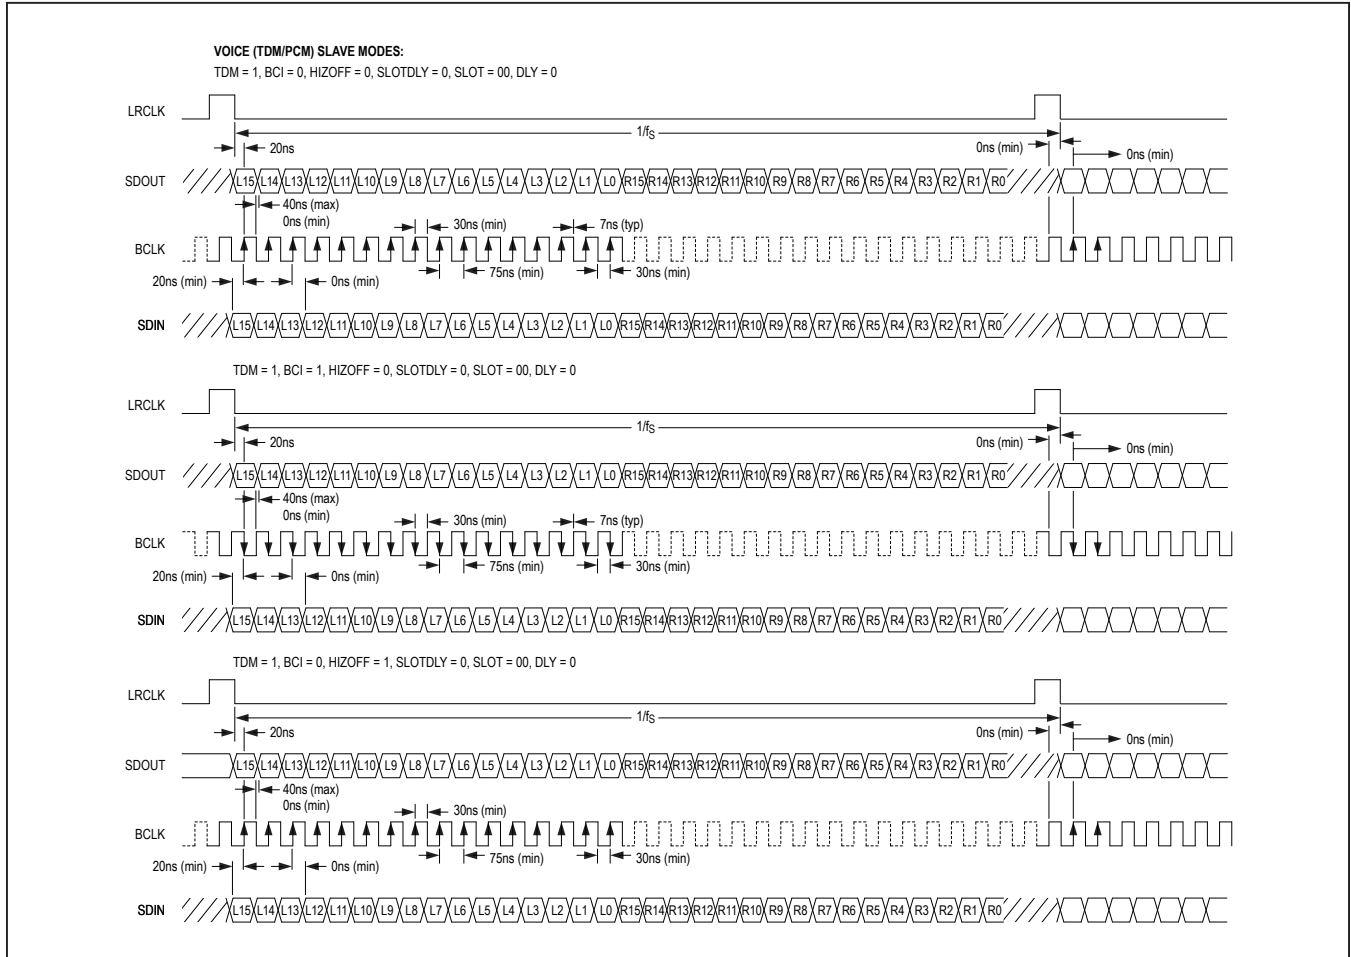 VOICE (TDM/PCM) SLAVE MODES:
TDM = 1, BCI = 0, HIZOFF = 0, SLOTDLY = 0, SLOT = 00, DLY = 0
LRCLK
1/fS
20ns 0ns (min) 0ns (min)
SDOUT L15 L14 L13 L12 L11 L10 L9 L8 L7 L6 L5 L4 L3 L2 L1 L0 R15 R14 R13 R12 R11 R10 R9 R8 R7 R6 R5 R4 R3 R2 R1 R0
40ns (max)
0ns (min) 30ns (min) 7ns (typ)
BCLK
20ns (min) 0ns (min) 75ns (min) 30ns (min)
SDIN L15 L14 L13 L12 L11 L10 L9 L8 L7 L6 L5 L4 L3 L2 L1 L0 R15 R14 R13 R12 R11 R10 R9 R8 R7 R6 R5 R4 R3 R2 R1 R0
TDM = 1, BCI = 1, HIZOFF = 0, SLOTDLY = 0, SLOT = 00, DLY = 0
LRCLK
1/fS
20ns 0ns (min) 0ns (min)
SDOUT L15 L14 L13 L12 L11 L10 L9 L8 L7 L6 L5 L4 L3 L2 L1 L0 R15 R14 R13 R12 R11 R10 R9 R8 R7 R6 R5 R4 R3 R2 R1 R0
40ns (max)
0ns (min) 30ns (min) 7ns (typ)
BCLK
20ns (min) 0ns (min) 75ns (min) 30ns (min)
SDIN L15 L14 L13 L12 L11 L10 L9 L8 L7 L6 L5 L4 L3 L2 L1 L0 R15 R14 R13 R12 R11 R10 R9 R8 R7 R6 R5 R4 R3 R2 R1 R0
TDM = 1, BCI = 0, HIZOFF = 1, SLOTDLY = 0, SLOT = 00, DLY = 0
LRCLK
1/fS
20ns 0ns (min) 0ns (min)
SDOUT L15 L14 L13 L12 L11 L10 L9 L8 L7 L6 L5 L4 L3 L2 L1 L0 R15 R14 R13 R12 R11 R10 R9 R8 R7 R6 R5 R4 R3 R2 R1 R0
40ns (max)
0ns (min) 30ns (min)
BCLK
20ns (min) 0ns (min) 75ns (min) 30ns (min)
SDIN L15 L14 L13 L12 L11 L10 L9 L8 L7 L6 L5 L4 L3 L2 L1 L0 R15 R14 R13 R12 R11 R10 R9 R8 R7 R6 R5 R4 R3 R2 R1 R0